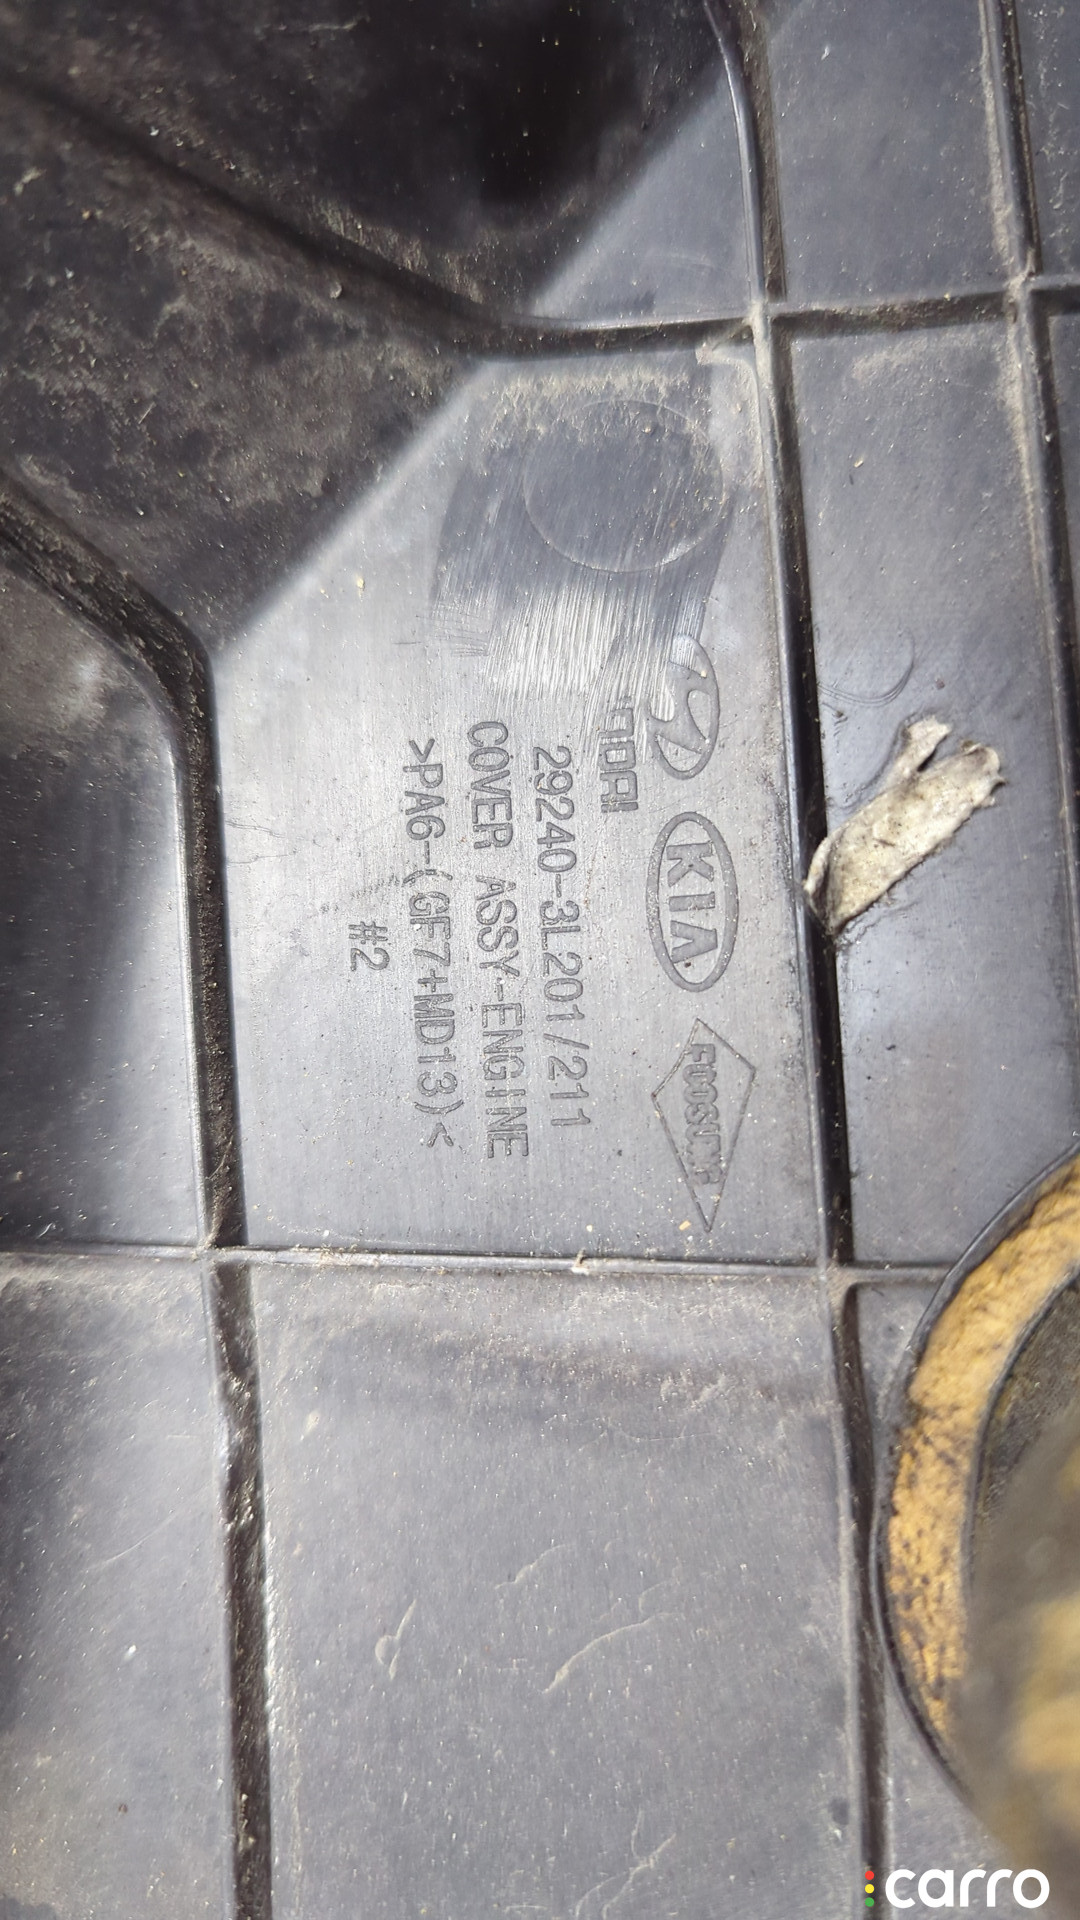 KIA
29240-3L201/211
COVER ASSY-ENGINE
>PA6-(GF7+MD13)<
#2
carro